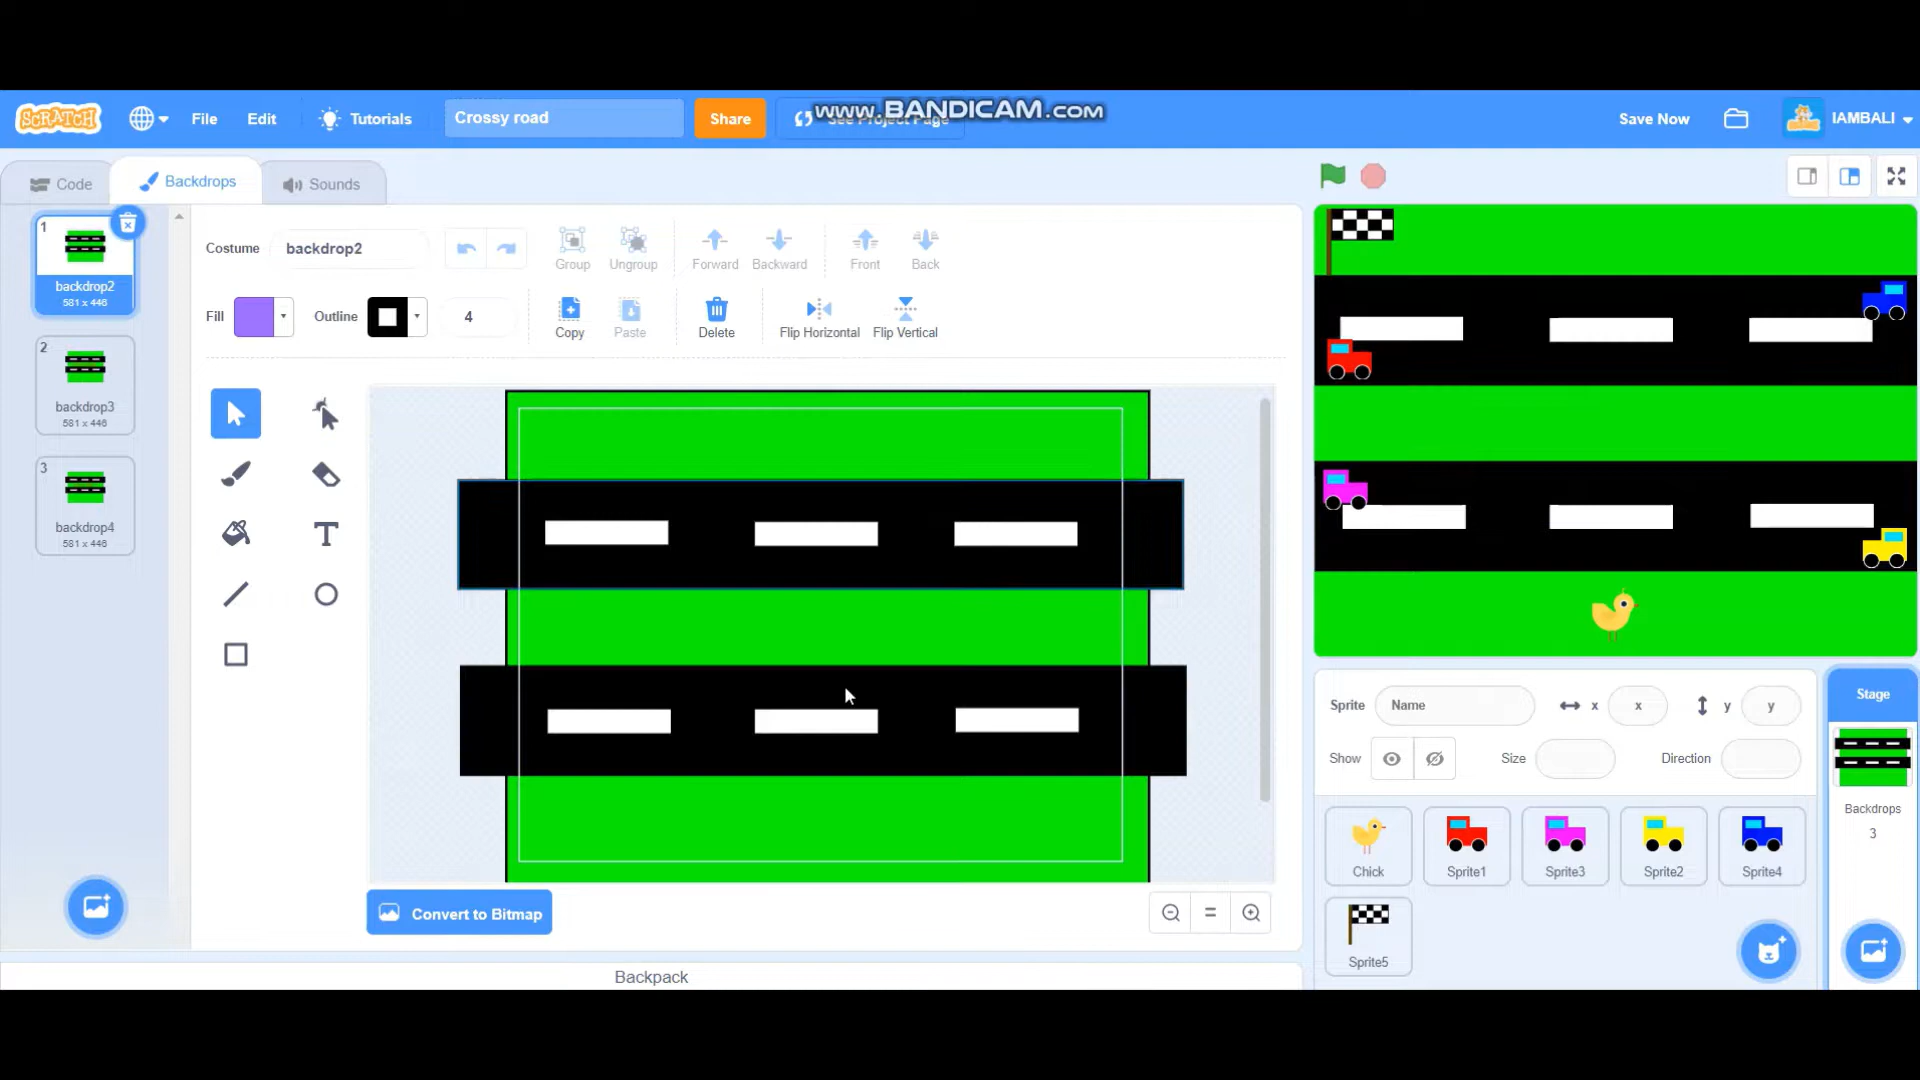 www.BANDICAM.com
SCRATCH File Edit Tutorials Crossy road Share See Project Page Save Now IAMBALI
Code Backdrops Sounds
1
backdrop2
581 x 446
2
backdrop3
581 x 446
3
backdrop4
581 x 446
Costume backdrop2
Group Ungroup Forward Backward Front Back
Fill Outline 4
Copy Paste Delete Flip Horizontal Flip Vertical
Convert to Bitmap
Backpack
Sprite Name x x y y
Show Size Direction
Chick Sprite1 Sprite3 Sprite2 Sprite4
Sprite5
Stage
Backdrops
3